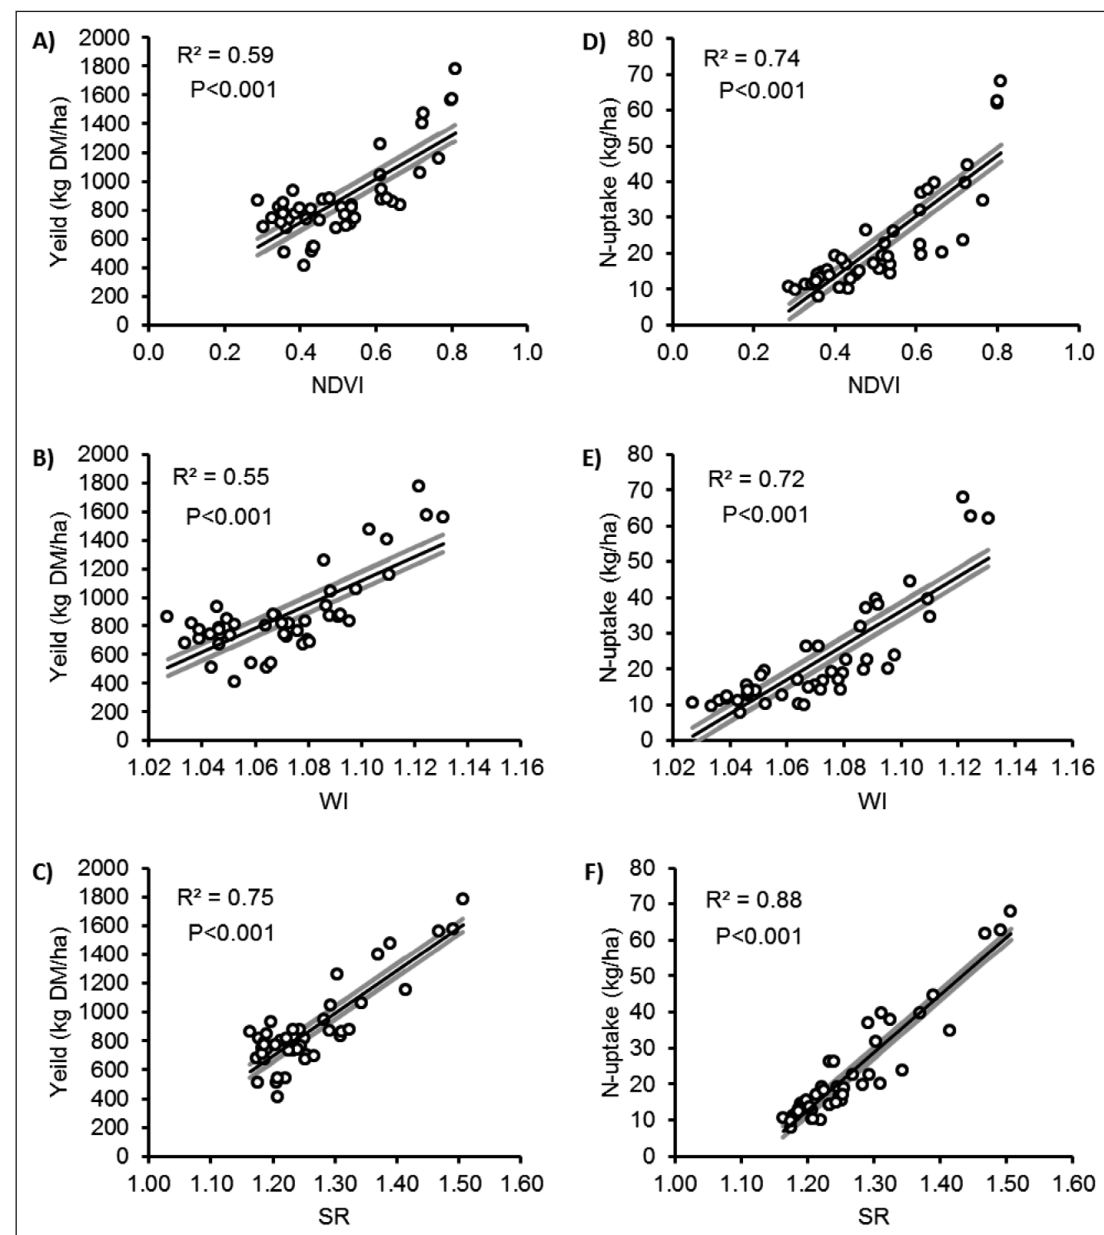 A)
Yeild (kg DM/ha)
2000
1800
1600
1400
1200
1000
800
600
400
200
0
R² = 0.59
P<0.001
0.0 0.2 0.4 0.6 0.8 1.0
NDVI
D)
N-uptake (kg/ha)
80
70
60
50
40
30
20
10
0
R² = 0.74
P<0.001
0.0 0.2 0.4 0.6 0.8 1.0
NDVI
B)
Yeild (kg DM/ha)
2000
1800
1600
1400
1200
1000
800
600
400
200
0
R² = 0.55
P<0.001
1.02 1.04 1.06 1.08 1.10 1.12 1.14 1.16
WI
E)
N-uptake (kg/ha)
80
70
60
50
40
30
20
10
0
R² = 0.72
P<0.001
1.02 1.04 1.06 1.08 1.10 1.12 1.14 1.16
WI
C)
Yeild (kg DM/ha)
2000
1800
1600
1400
1200
1000
800
600
400
200
0
R² = 0.75
P<0.001
1.00 1.10 1.20 1.30 1.40 1.50 1.60
SR
F)
N-uptake (kg/ha)
80
70
60
50
40
30
20
10
0
R² = 0.88
P<0.001
1.00 1.10 1.20 1.30 1.40 1.50 1.60
SR